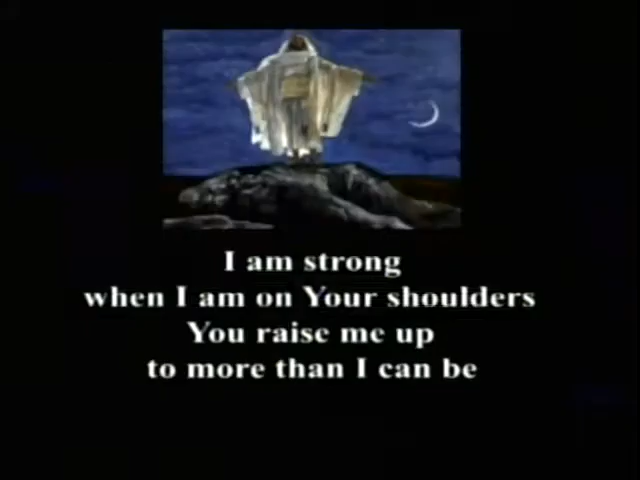 I am strong
when I am on Your shoulders
You raise me up
to more than I can be